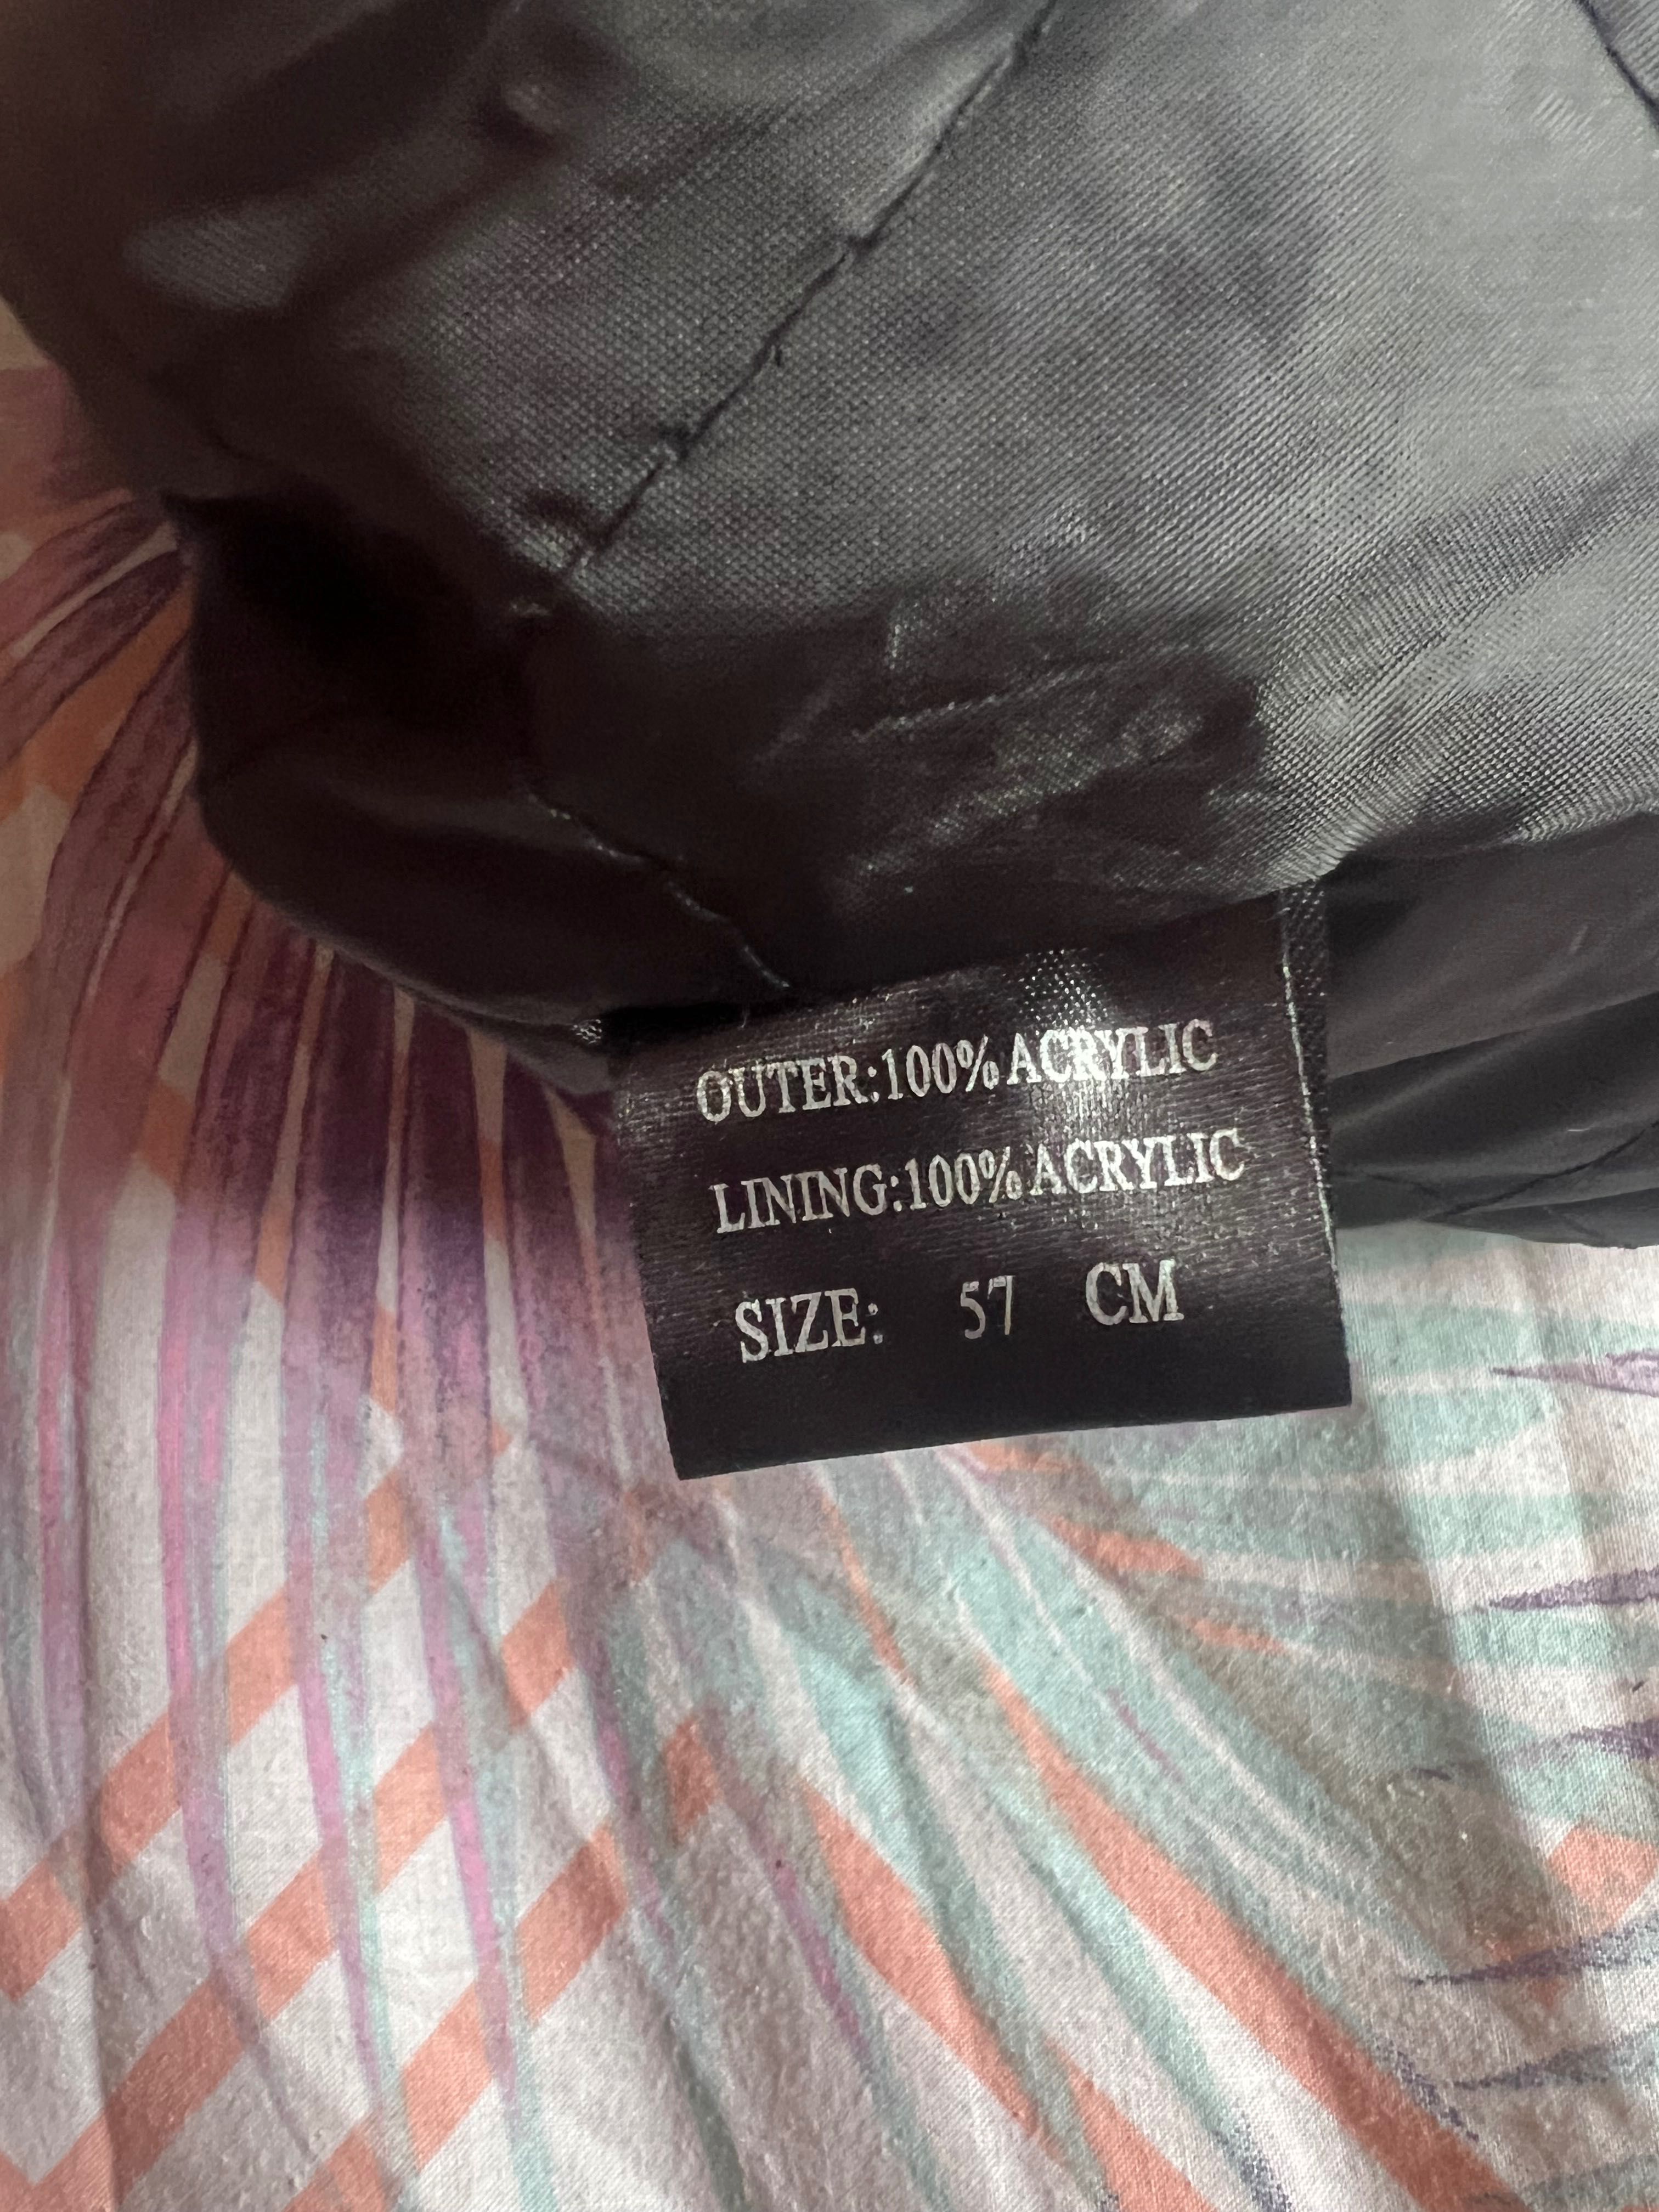 OUTER:100% ACRYLIC
LINING:100% ACRYLIC
SIZE: 57 CM